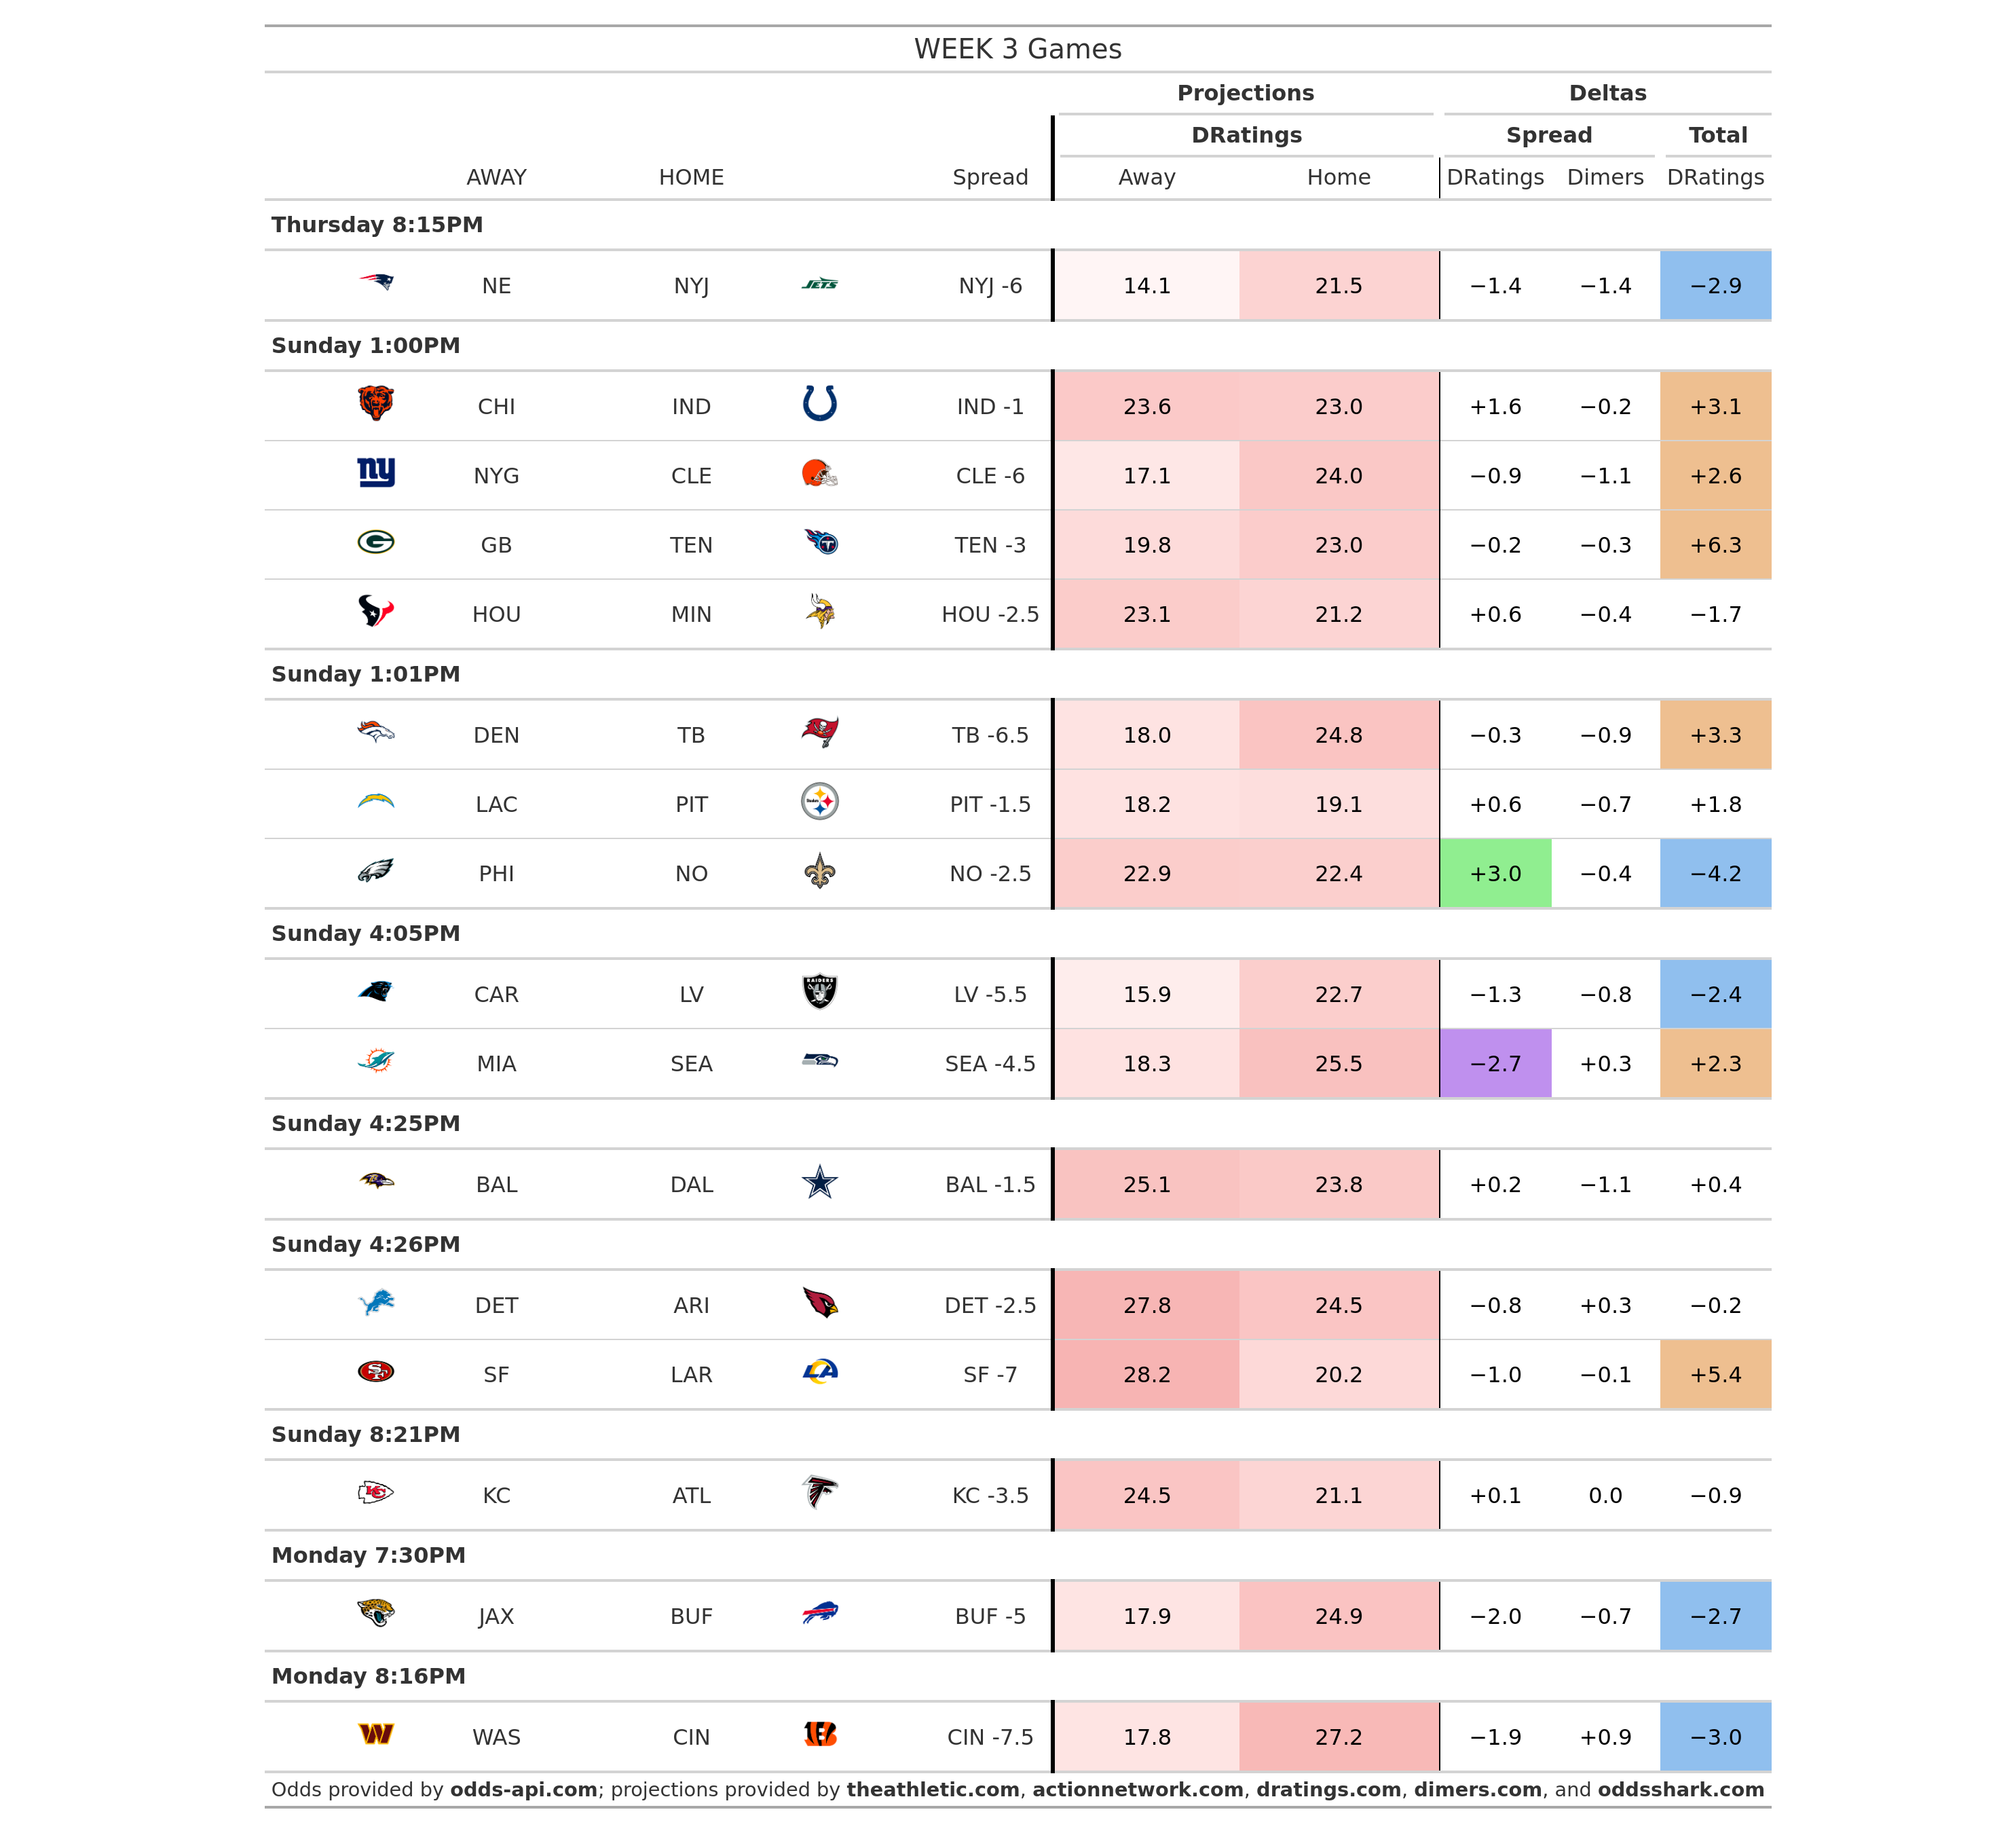 WEEK 3 Games
Projections Deltas
DRatings Spread Total
AWAY HOME Spread Away Home DRatings Dimers DRatings
Thursday 8:15PM
NE NYJ JETS NYJ -6 14.1 21.5 −1.4 −1.4 −2.9
Sunday 1:00PM
CHI IND IND -1 23.6 23.0 +1.6 −0.2 +3.1
ny NYG CLE CLE -6 17.1 24.0 −0.9 −1.1 +2.6
G GB TEN T TEN -3 19.8 23.0 −0.2 −0.3 +6.3
HOU MIN HOU -2.5 23.1 21.2 +0.6 −0.4 −1.7
Sunday 1:01PM
DEN TB TB -6.5 18.0 24.8 −0.3 −0.9 +3.3
LAC PIT PIT -1.5 18.2 19.1 +0.6 −0.7 +1.8
PHI NO NO -2.5 22.9 22.4 +3.0 −0.4 −4.2
Sunday 4:05PM
CAR LV RAIDERS LV -5.5 15.9 22.7 −1.3 −0.8 −2.4
MIA SEA SEA -4.5 18.3 25.5 −2.7 +0.3 +2.3
Sunday 4:25PM
BAL DAL BAL -1.5 25.1 23.8 +0.2 −1.1 +0.4
Sunday 4:26PM
DET ARI DET -2.5 27.8 24.5 −0.8 +0.3 −0.2
SF SF LAR LA SF -7 28.2 20.2 −1.0 −0.1 +5.4
Sunday 8:21PM
KC KC ATL KC -3.5 24.5 21.1 +0.1 0.0 −0.9
Monday 7:30PM
JAX BUF BUF -5 17.9 24.9 −2.0 −0.7 −2.7
Monday 8:16PM
W WAS CIN B CIN -7.5 17.8 27.2 −1.9 +0.9 −3.0
Odds provided by odds-api.com; projections provided by theathletic.com, actionnetwork.com, dratings.com, dimers.com, and oddsshark.com